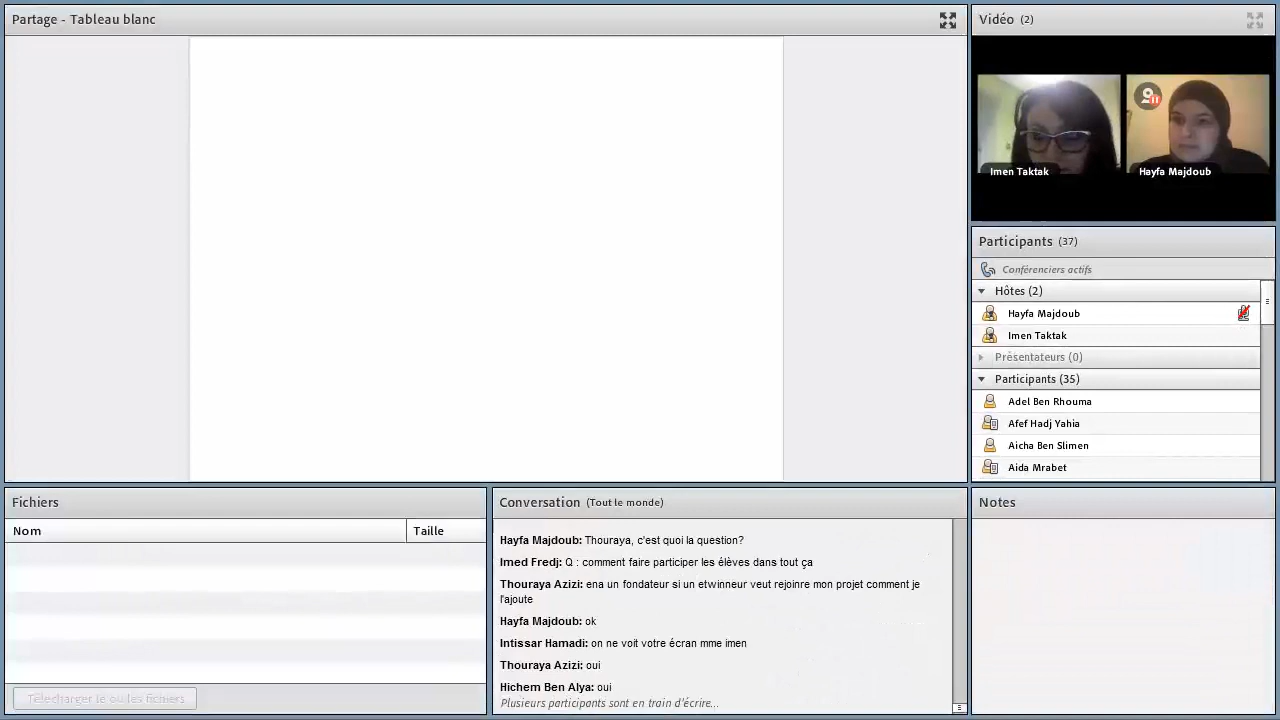 Partage - Tableau blanc
Vidéo (2)
Imen Taktak
Hayfa Majdoub
Participants (37)
Conférenciers actifs
Hôtes (2)
Hayfa Majdoub
Imen Taktak
Présentateurs (0)
Participants (35)
Adel Ben Rhouma
Afef Hadj Yahia
Aicha Ben Slimen
Aida Mrabet
Fichiers
Nom Taille
Télécharger le ou les fichiers
Conversation (Tout le monde)
Hayfa Majdoub: Thouraya, c'est quoi la question?
Imed Fredj: Q : comment faire participer les élèves dans tout ça
Thouraya Azizi: ena un fondateur si un etwinneur veut rejoinre mon projet comment je
l'ajoute
Hayfa Majdoub: ok
Intissar Hamadi: on ne voit votre écran mme imen
Thouraya Azizi: oui
Hichem Ben Alya: oui
Plusieurs participants sont en train d'écrire...
Notes